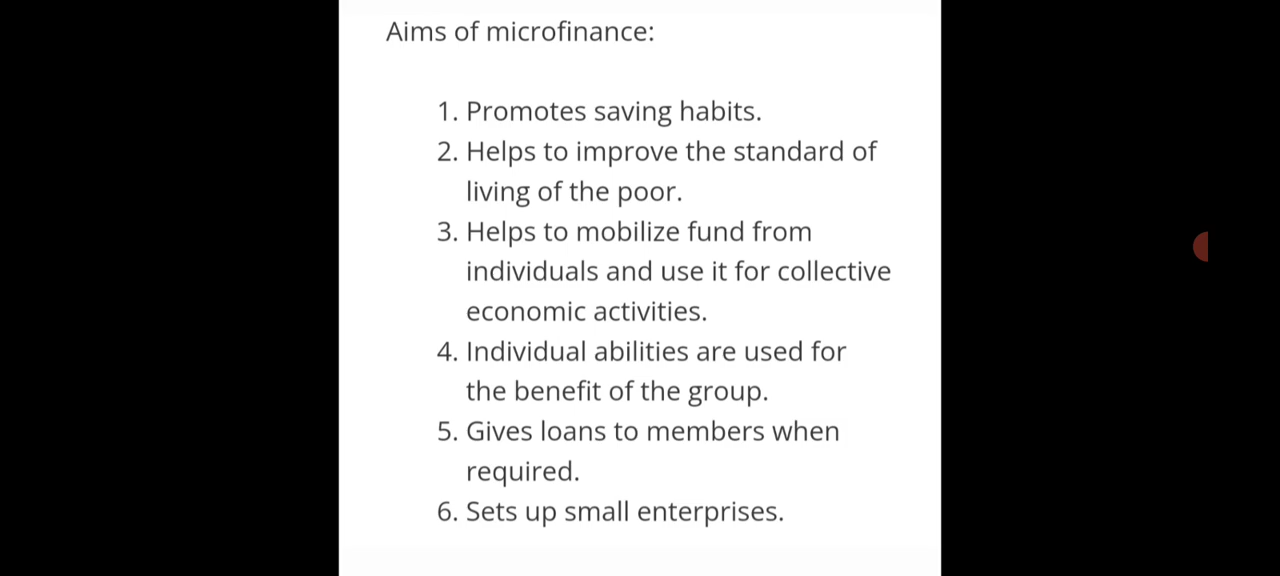 Aims of microfinance:
1. Promotes saving habits.
2. Helps to improve the standard of
living of the poor.
3. Helps to mobilize fund from
individuals and use it for collective
economic activities.
4. Individual abilities are used for
the benefit of the group.
5. Gives loans to members when
required.
6. Sets up small enterprises.